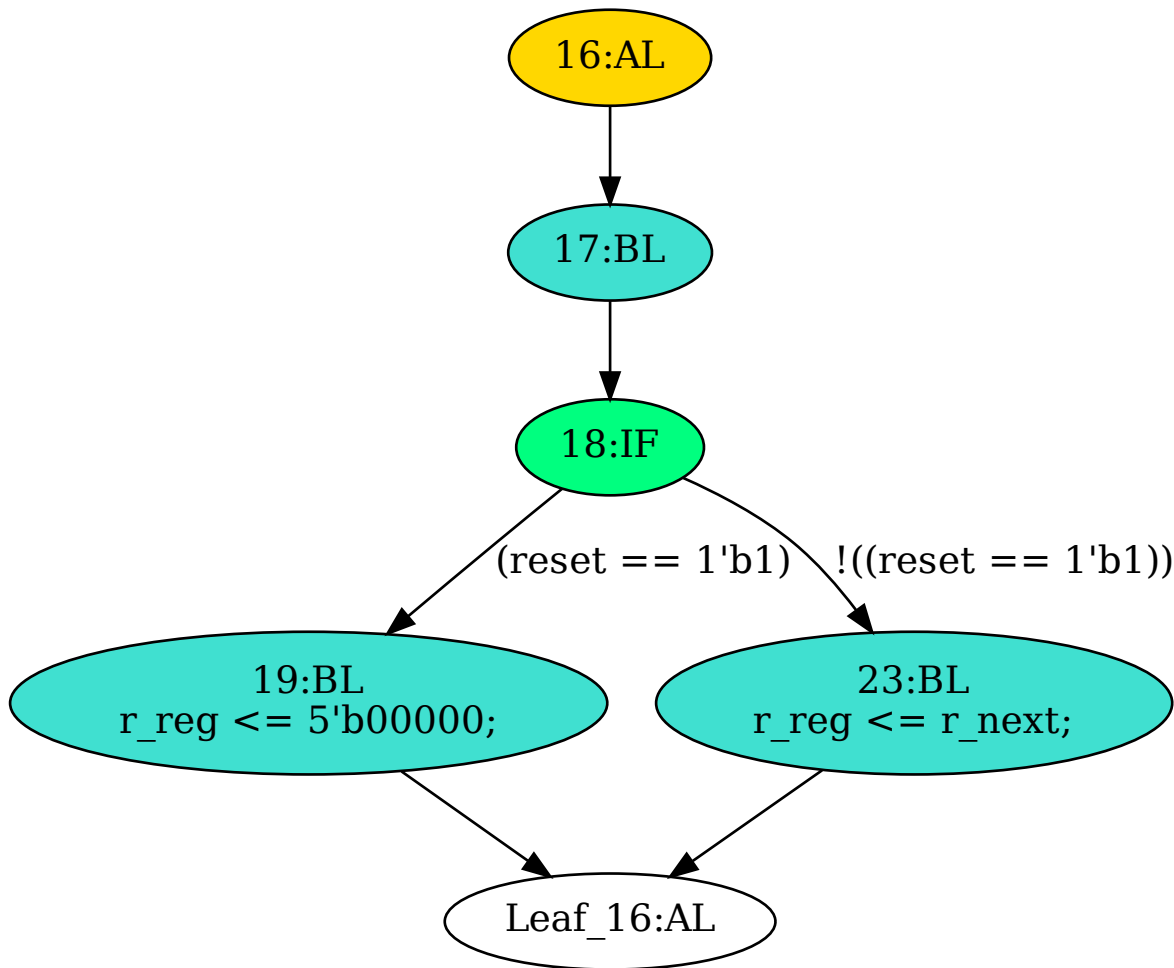 16:AL
17:BL
18:IF
(reset == 1'b1)
!((reset == 1'b1))
19:BL
r_reg <= 5'b00000;
23:BL
r_reg <= r_next;
Leaf_16:AL